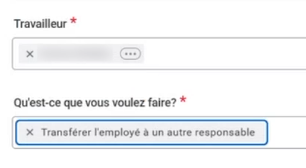 Travailleur *
×
Qu'est-ce que vous voulez faire? *
× Transférer l'employé à un autre responsable